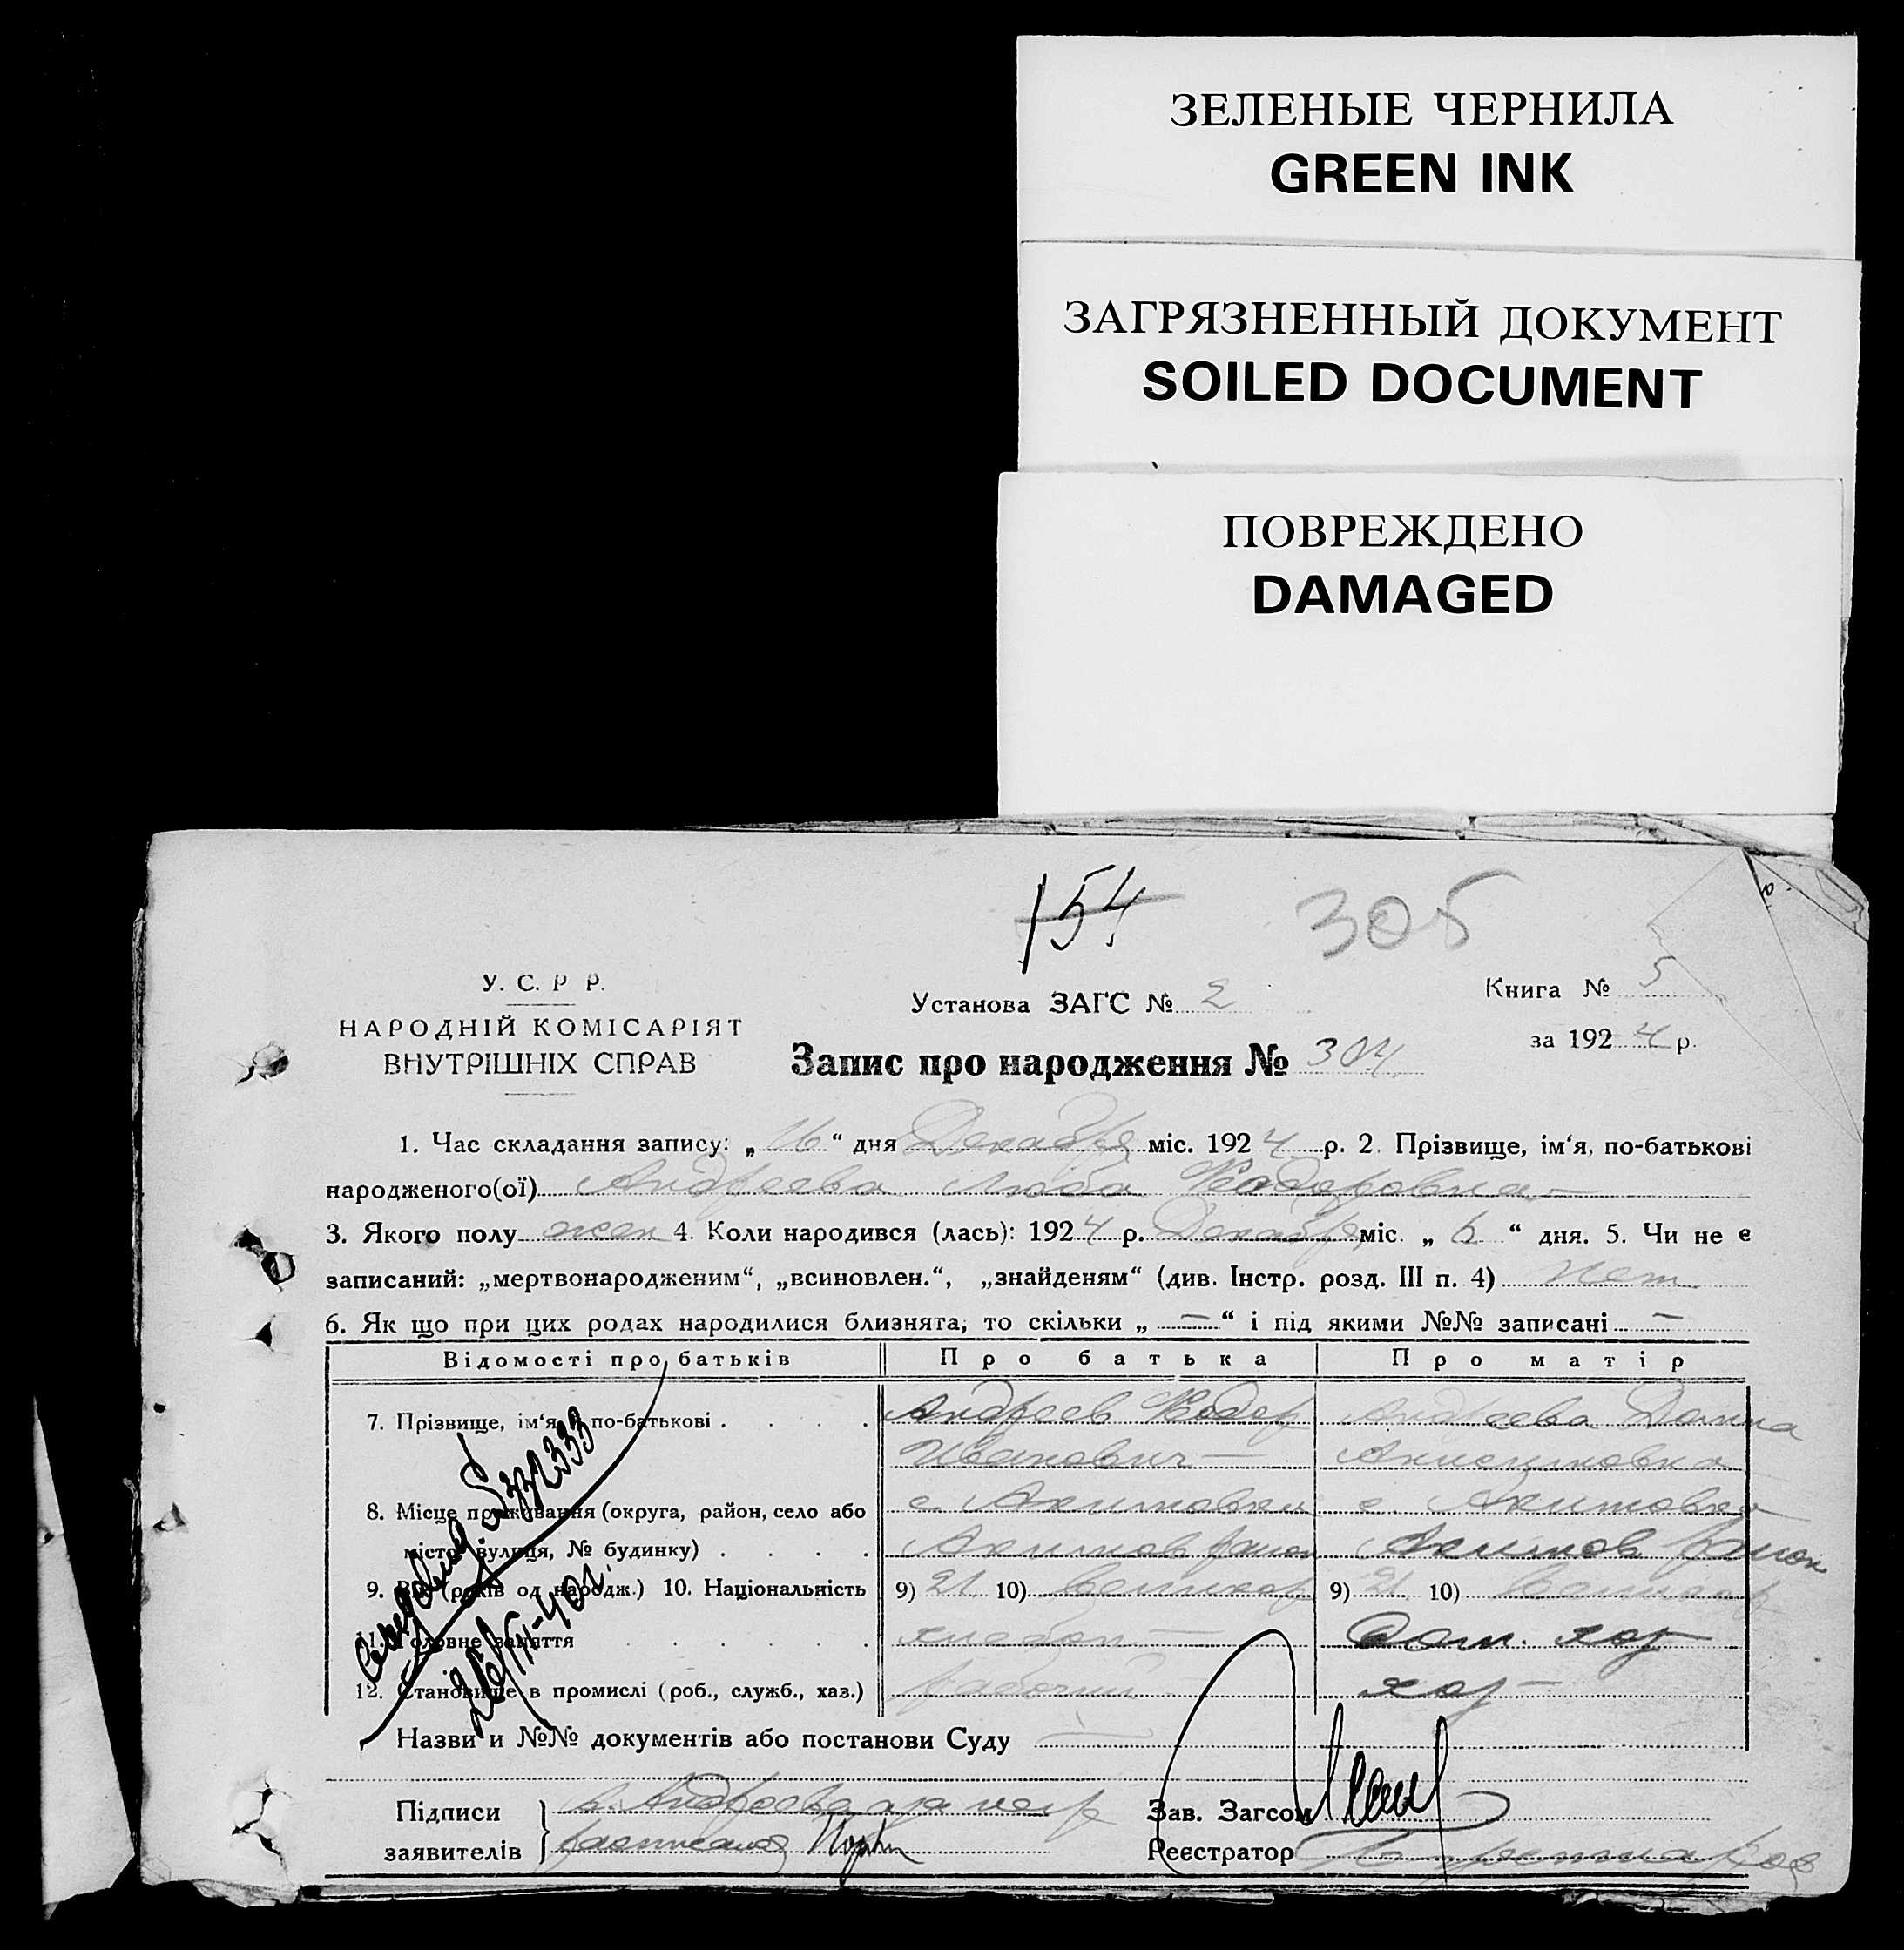 ЗЕЛЕНЫЕ ЧЕРНИЛА
GREEN INK
ЗАГРЯЗНЕННЫЙ ДОКУМЕНТ
SOILED DOCUMENT
ПОВРЕЖДЕНО
DAMAGED
154 305
У. С. Р Р.
НАРОДНІЙ КОМІСАРІЯТ
ВНУТРІШНІХ СПРАВ
Установа ЗАГС № 2
Книга № 5
за 1924 р.
Запис про народження № 304
1. Час складання запису: „ 16 “ дня Декабря міс. 1924 р. 2. Прізвище, ім‘я, по-батькові
народженого(ої) Андреева Люба Федоровна
3. Якого полу жен 4. Коли народився (лась): 1924 р. Декабря міс. „ “ дня. 5. Чи не є
записаний: „мертвонародженим“, „всиновлен.“, „знайденям“ (див. Інстр. розд. III п. 4) Нет
6. Як що при цих родах народилися близнята, то скільки „ — “ і під якими №№ записані —
Відомості про батьків Про батька Про матір
7. Прізвище, ім‘я, по-батькові . . . . Андреев Федор Андреева Домна
Иванович —
8. Місце проживання (округа, район, село або с. Акимовки с. Акимовка
місто, вулиця, № будинку) . . . . Акимов район Акимов район
9. Вік (років од народж.) 10. Національність 9) 21 10) 9) 21 10)
11. Головне заняття хлебоп — Дом. хоз
12. Становище в промислі (роб., служб., хаз.) рабочий хоз —
Назви и №№ документів або постанови Суду —
Підписи Андреева а за нея
заявителів расписался
Зав. Загсом
Реєстратор